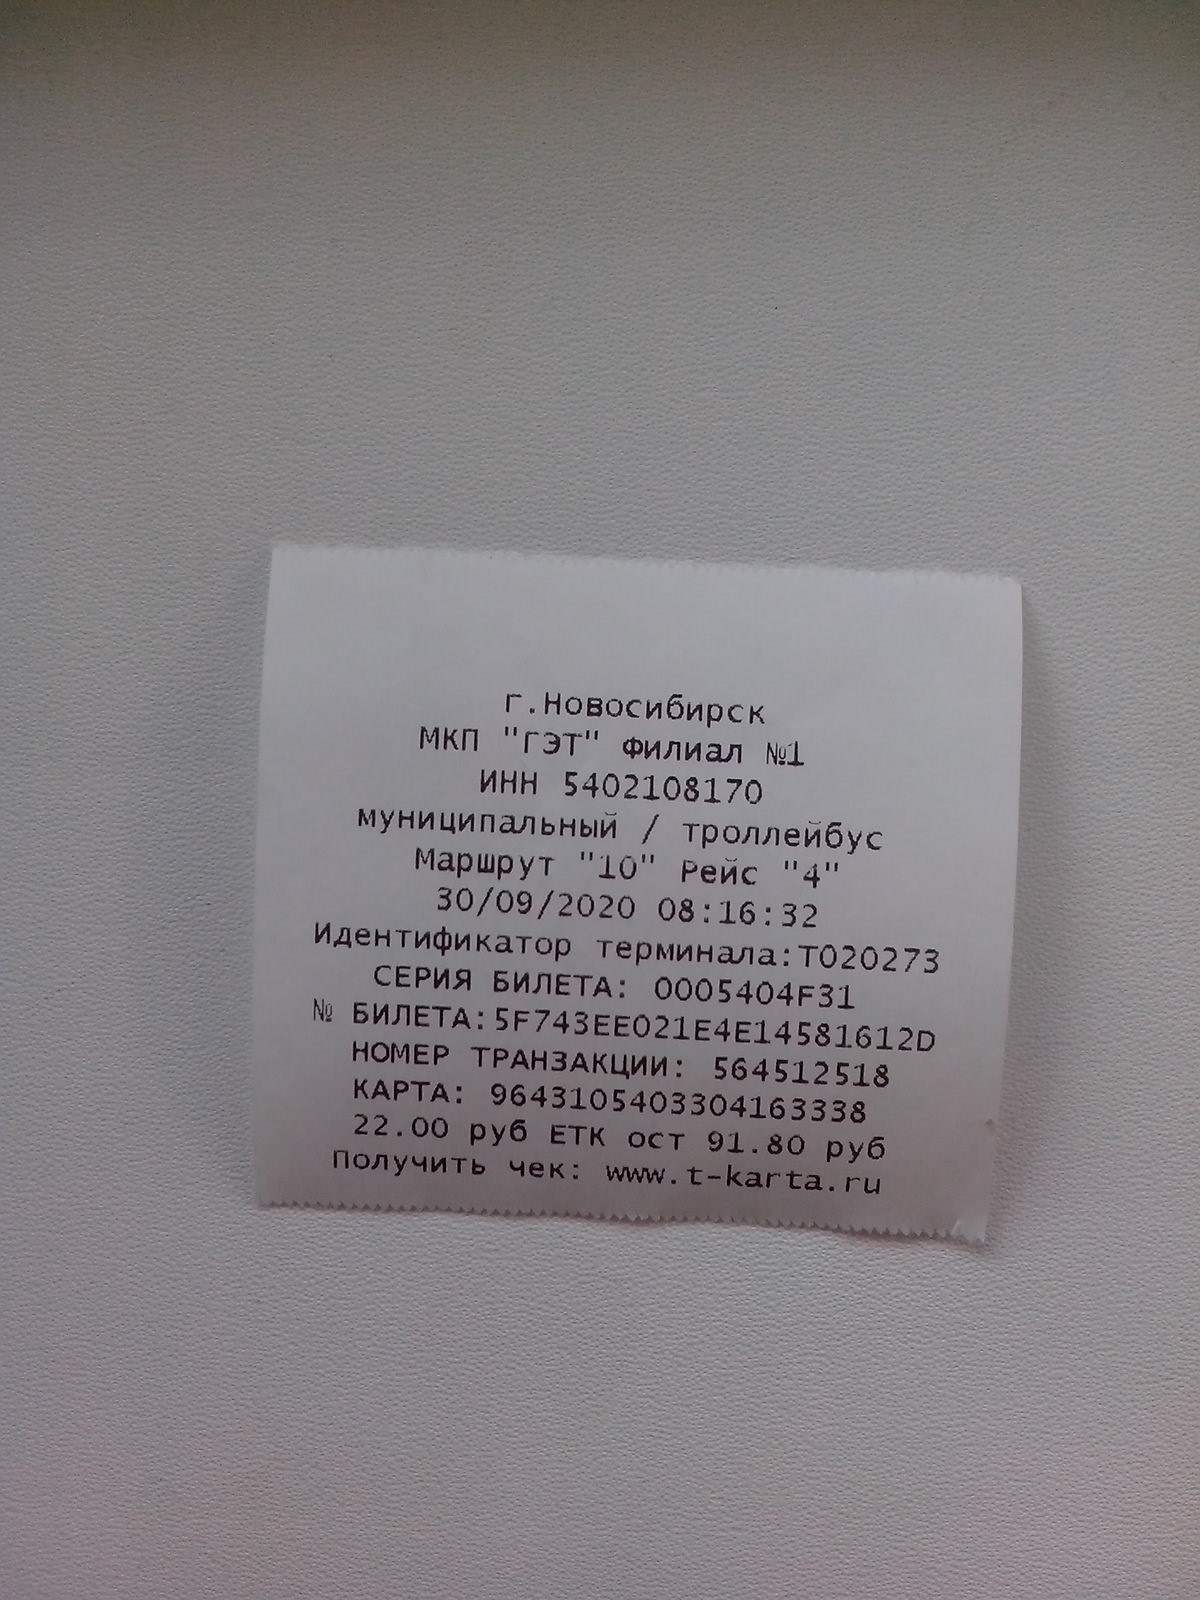 г.Новосибирск
МКП "ГЭТ" Филиал №1
ИНН 5402108170
муниципальный / троллейбус
Маршрут "10" Рейс "4"
30/09/2020 08:16:32
Идентификатор терминала:Т020273
СЕРИЯ БИЛЕТА: 0005404F31
№ БИЛЕТА:5F743EE021E4E14581612D
НОМЕР ТРАНЗАКЦИИ: 564512518
КАРТА: 9643105403304163338
22.00 руб ЕТК ост 91.80 руб
Получить чек: www.t-karta.ru